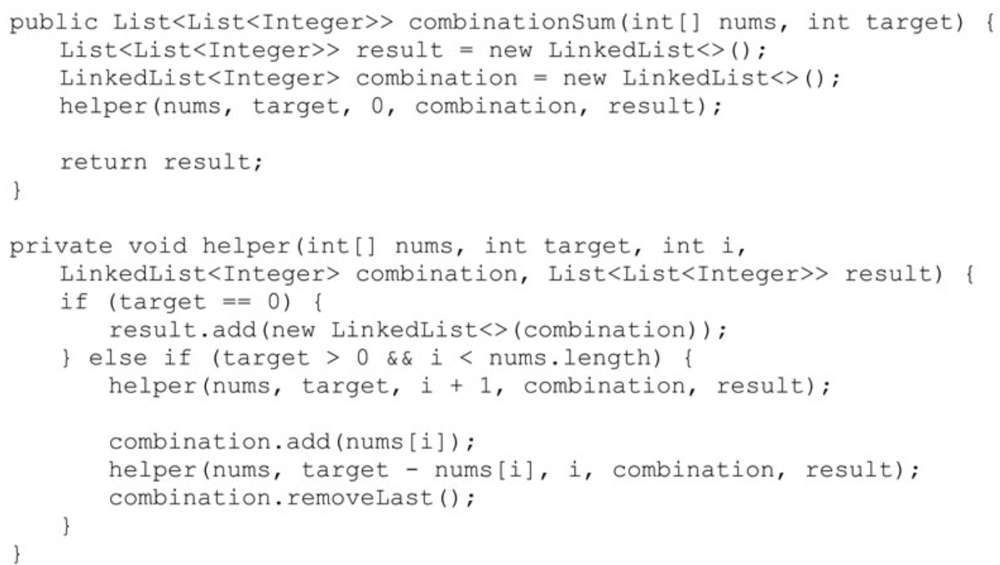 public List<List<Integer>> combinationSum(int[] nums, int target) {
    List<List<Integer>> result = new LinkedList<>();
    LinkedList<Integer> combination = new LinkedList<>();
    helper(nums, target, 0, combination, result);

    return result;
}

private void helper(int[] nums, int target, int i,
    LinkedList<Integer> combination, List<List<Integer>> result) {
    if (target == 0) {
        result.add(new LinkedList<>(combination));
    } else if (target > 0 && i < nums.length) {
        helper(nums, target, i + 1, combination, result);

        combination.add(nums[i]);
        helper(nums, target - nums[i], i, combination, result);
        combination.removeLast();
    }
}